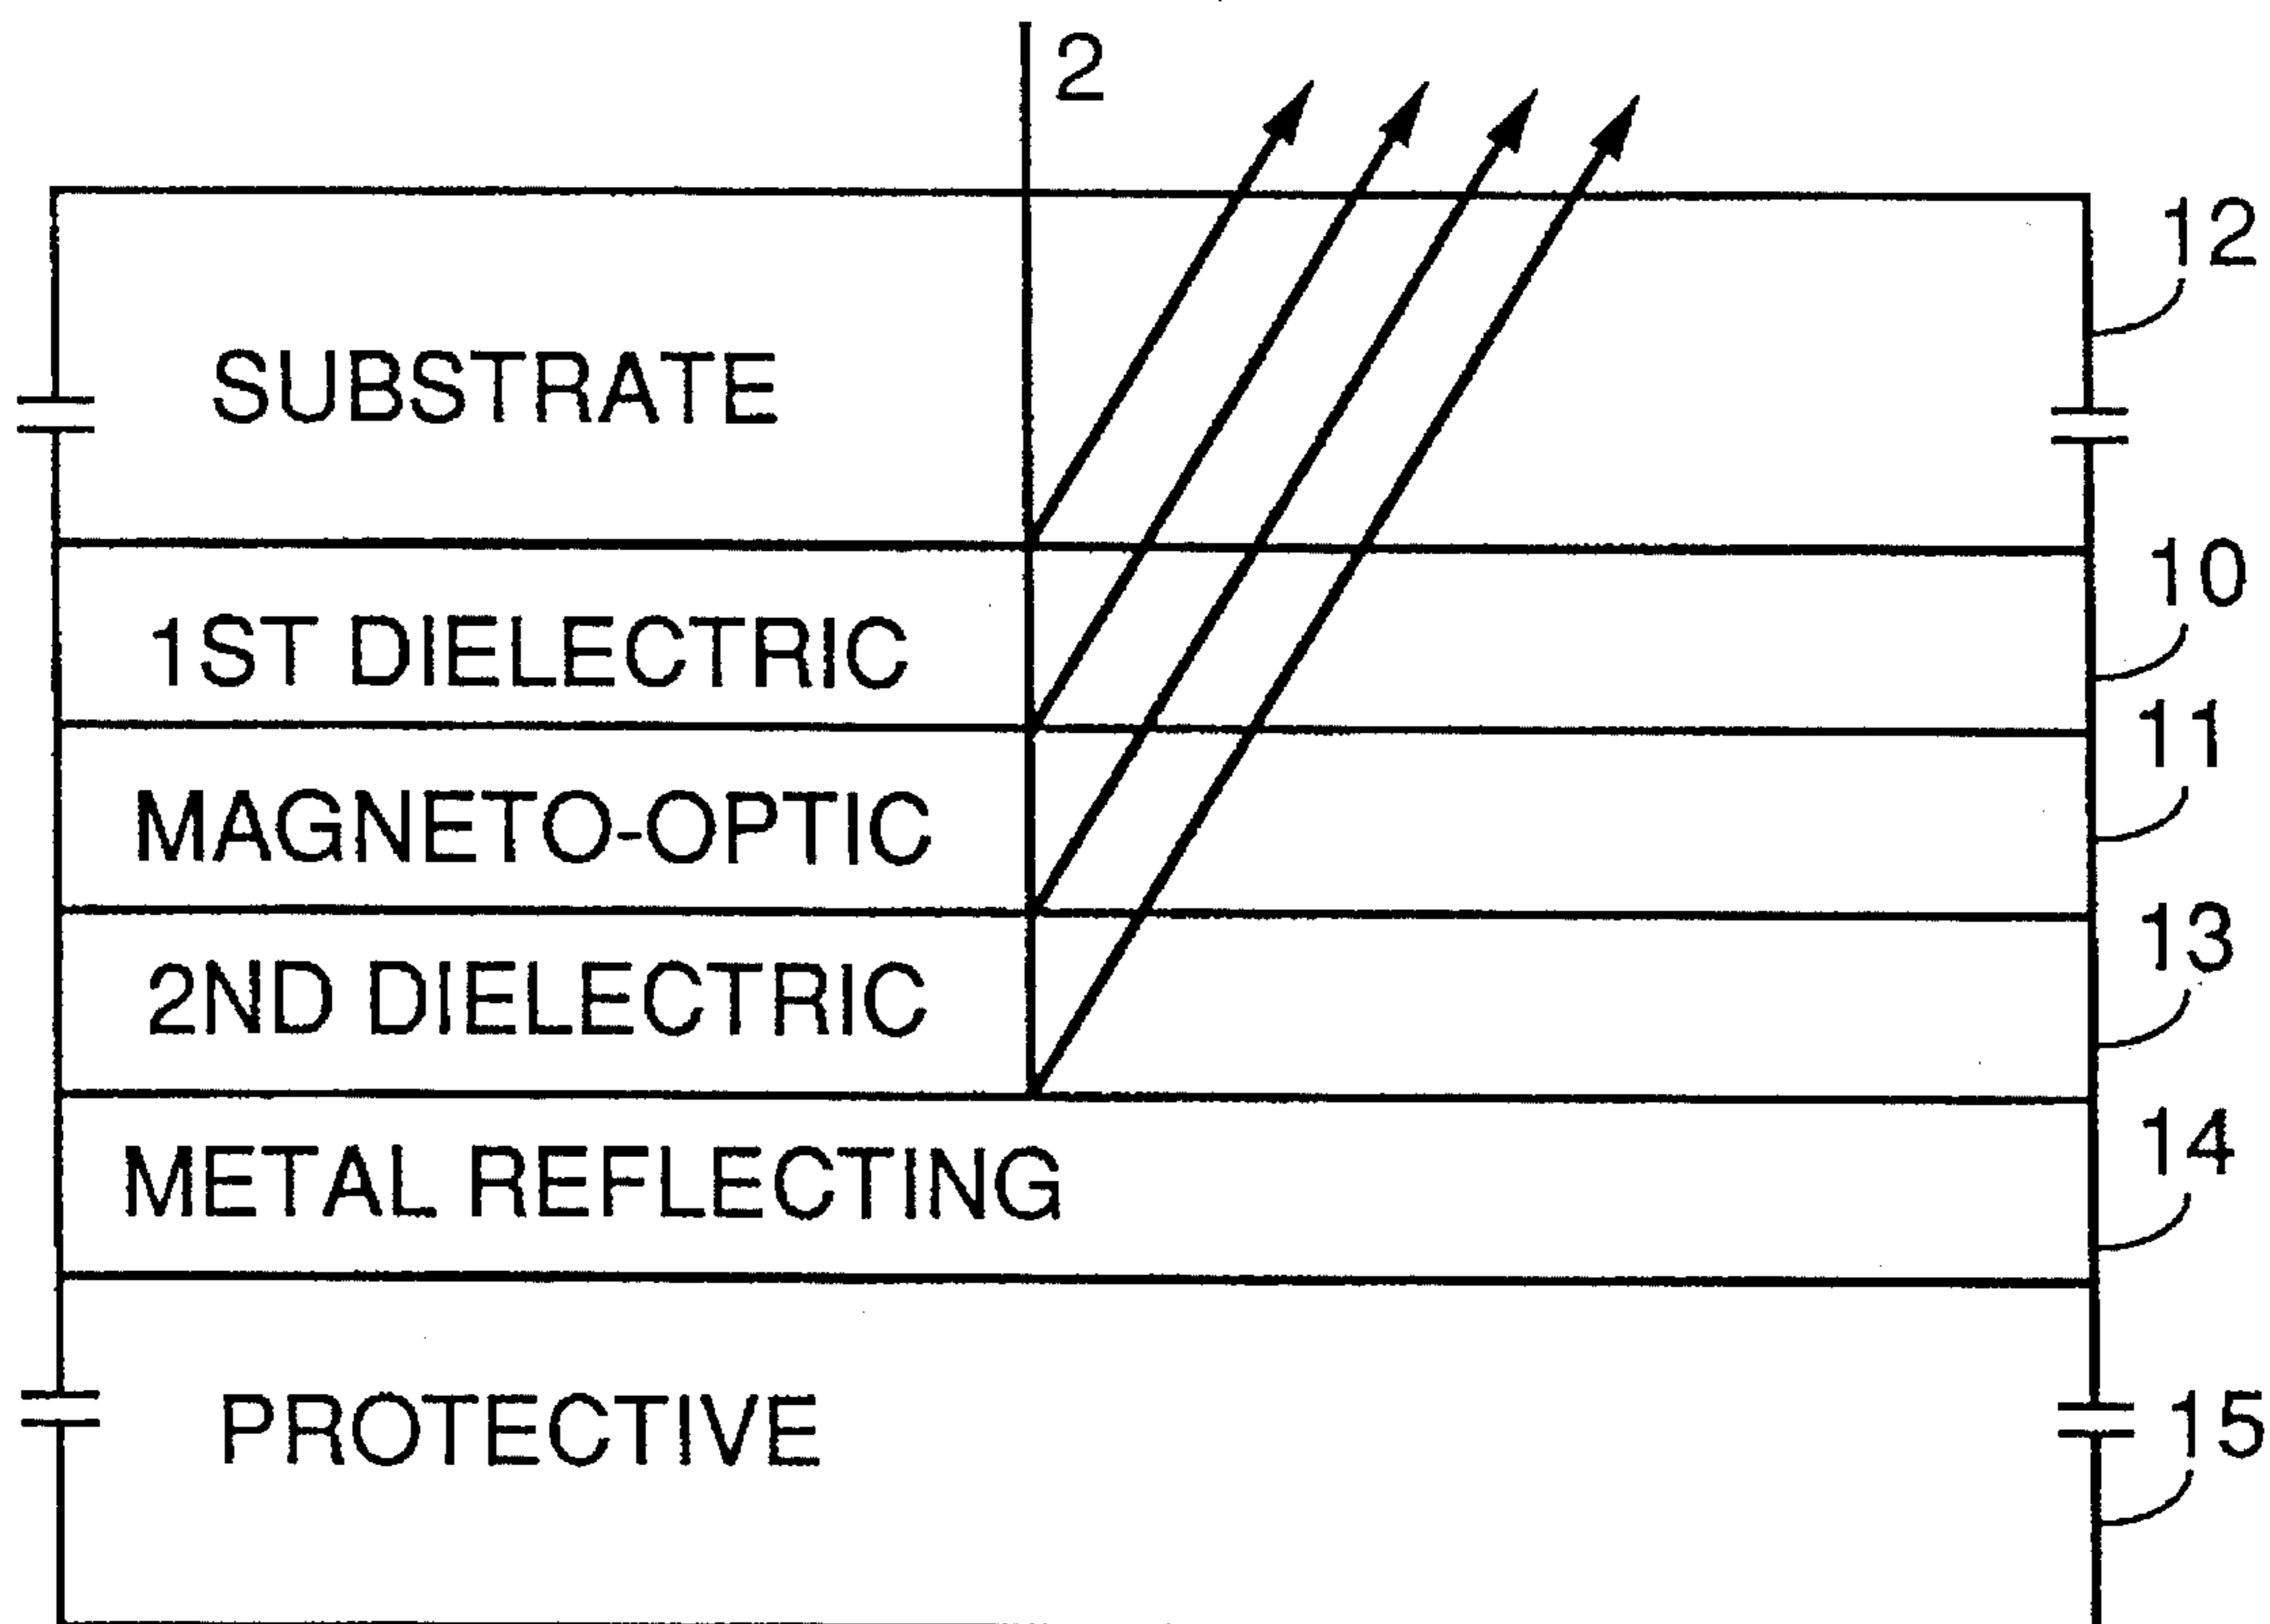 2
12
SUBSTRATE
10
1ST DIELECTRIC
11
MAGNETO-OPTIC
13
2ND DIELECTRIC
14
METAL REFLECTING
15
PROTECTIVE